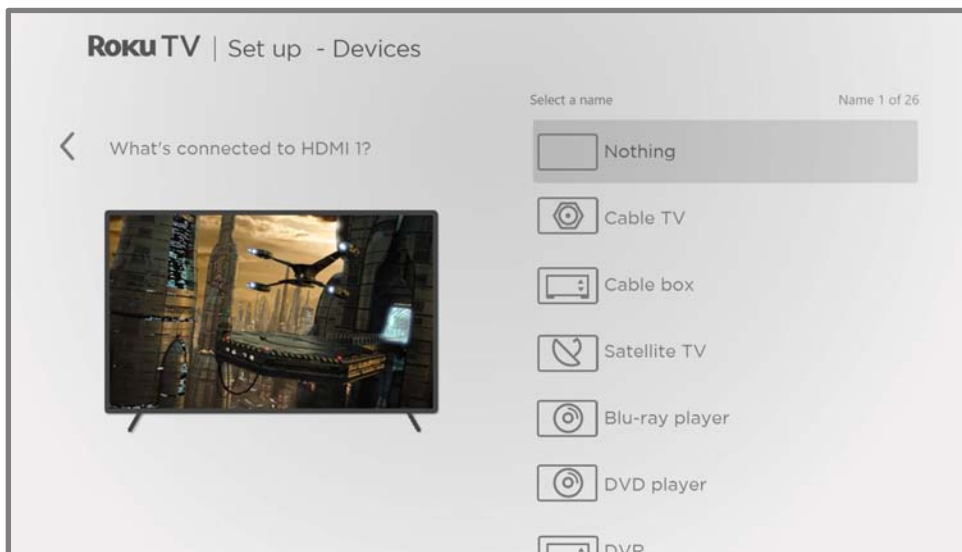 Roku TV | Set up - Devices
Select a name
Name 1 of 26
What's connected to HDMI 1?
Nothing
Cable TV
Cable box
Satellite TV
Blu-ray player
DVD player
DVR